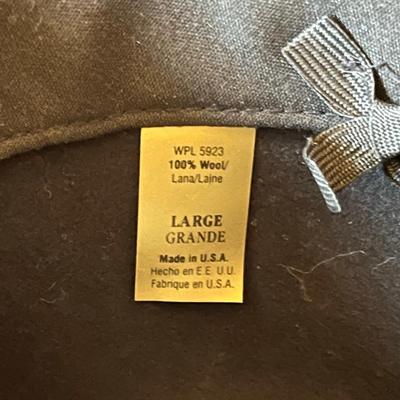 WPL 5923
100% Wool/
Lana/Laine
LARGE
GRANDE
Made in U.S.A.
Hecho en E.E. U.U.
Fabrique en U.S.A.